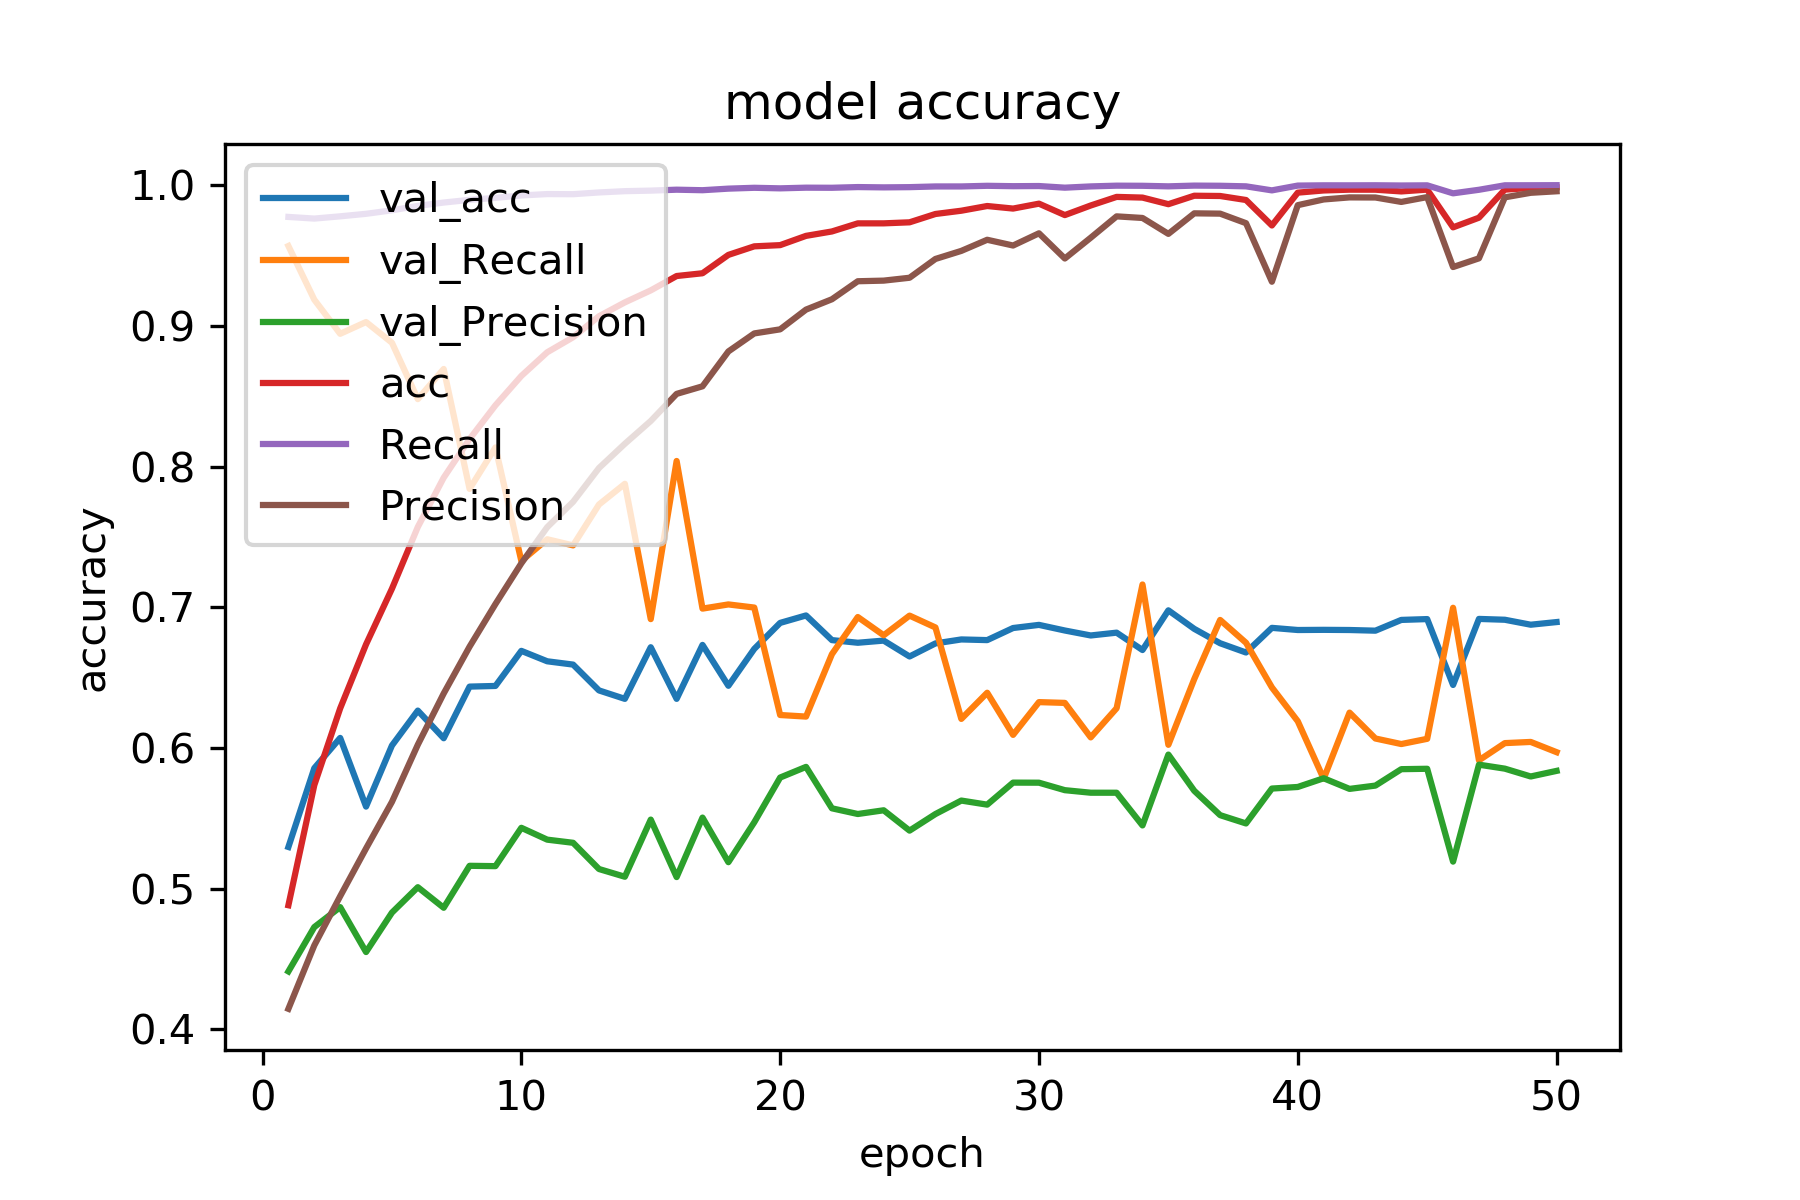 model accuracy
val_acc
val_Recall
val_Precision
acc
Recall
Precision
accuracy
1.0
0.9
0.8
0.7
0.6
0.5
0.4
0 10 20 30 40 50
epoch